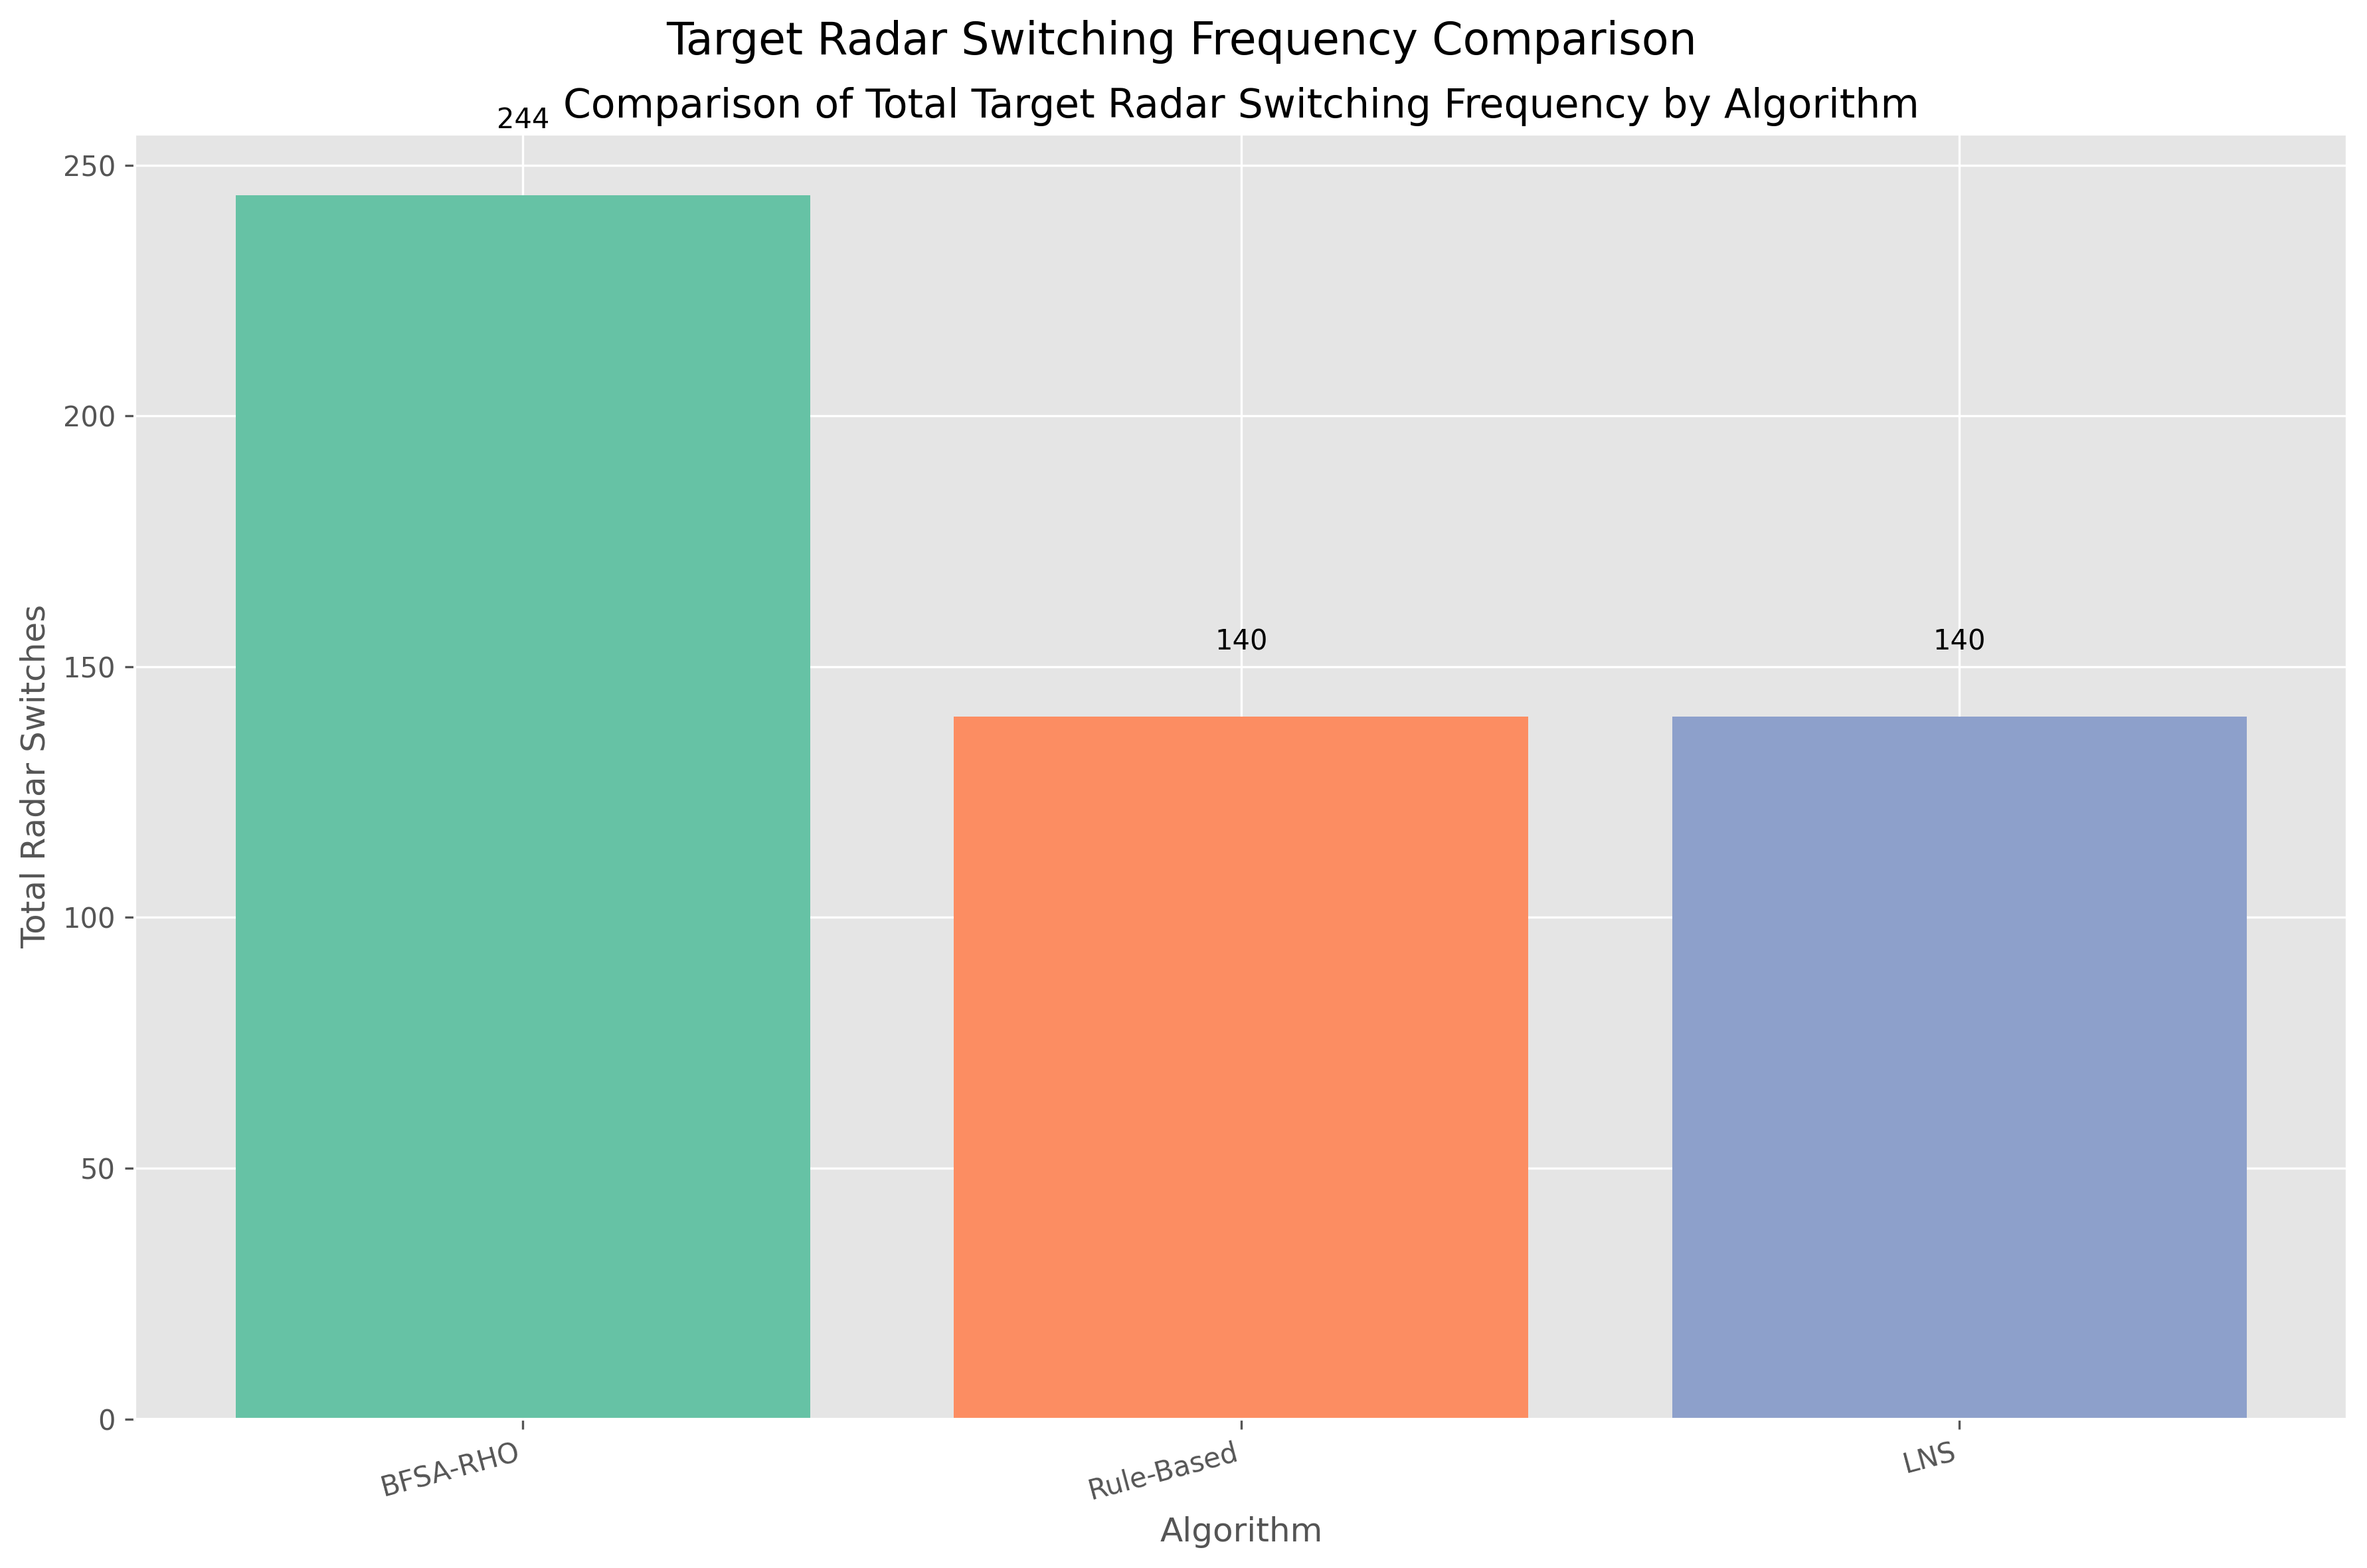 Target Radar Switching Frequency Comparison
Comparison of Total Target Radar Switching Frequency by Algorithm
244
250
200
150
100
50
0
140
140
Total Radar Switches
BFSA-RHO
Rule-Based
LNS
Algorithm